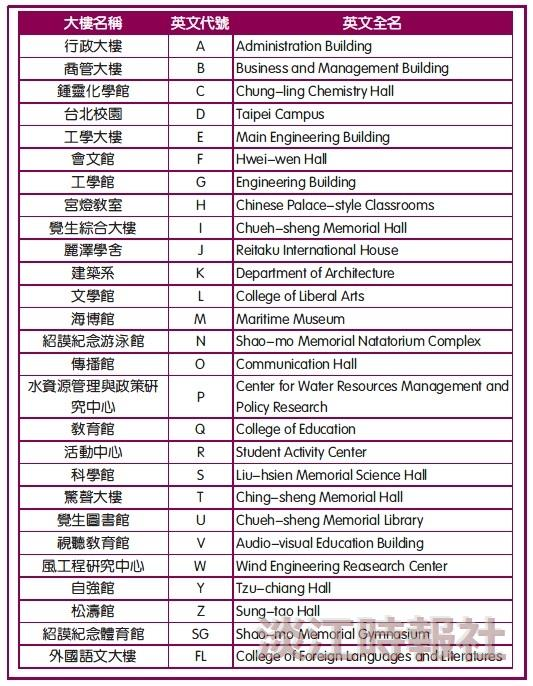 大樓名稱 英文代號 英文全名
行政大樓 A Administration Building
商管大樓 B Business and Management Building
鍾靈化學館 C Chung-ling Chemistry Hall
台北校園 D Taipei Campus
工學大樓 E Main Engineering Building
會文館 F Hwei-wen Hall
工學館 G Engineering Building
宮燈教室 H Chinese Palace-style Classrooms
覺生綜合大樓 I Chueh-sheng Memorial Hall
麗澤學舍 J Reitaku International House
建築系 K Department of Architecture
文學館 L College of Liberal Arts
海博館 M Maritime Museum
紹謨紀念游泳館 N Shao-mo Memorial Natatorium Complex
傳播館 O Communication Hall
水資源管理與政策研 P Center for Water Resources Management and
究中心 Policy Research
教育館 Q College of Education
活動中心 R Student Activity Center
科學館 S Liu-hsien Memorial Science Hall
驚聲大樓 T Ching-sheng Memorial Hall
覺生圖書館 U Chueh-sheng Memorial Library
視聽教育館 V Audio-visual Education Building
風工程研究中心 W Wind Engineering Reasearch Center
自強館 Y Tzu-chiang Hall
松濤館 Z Sung-tao Hall
紹謨紀念體育館 SG Shao-mo Memorial Gymnasium
外國語文大樓 FL College of Foreign Languages and Literatures
淡江時報社